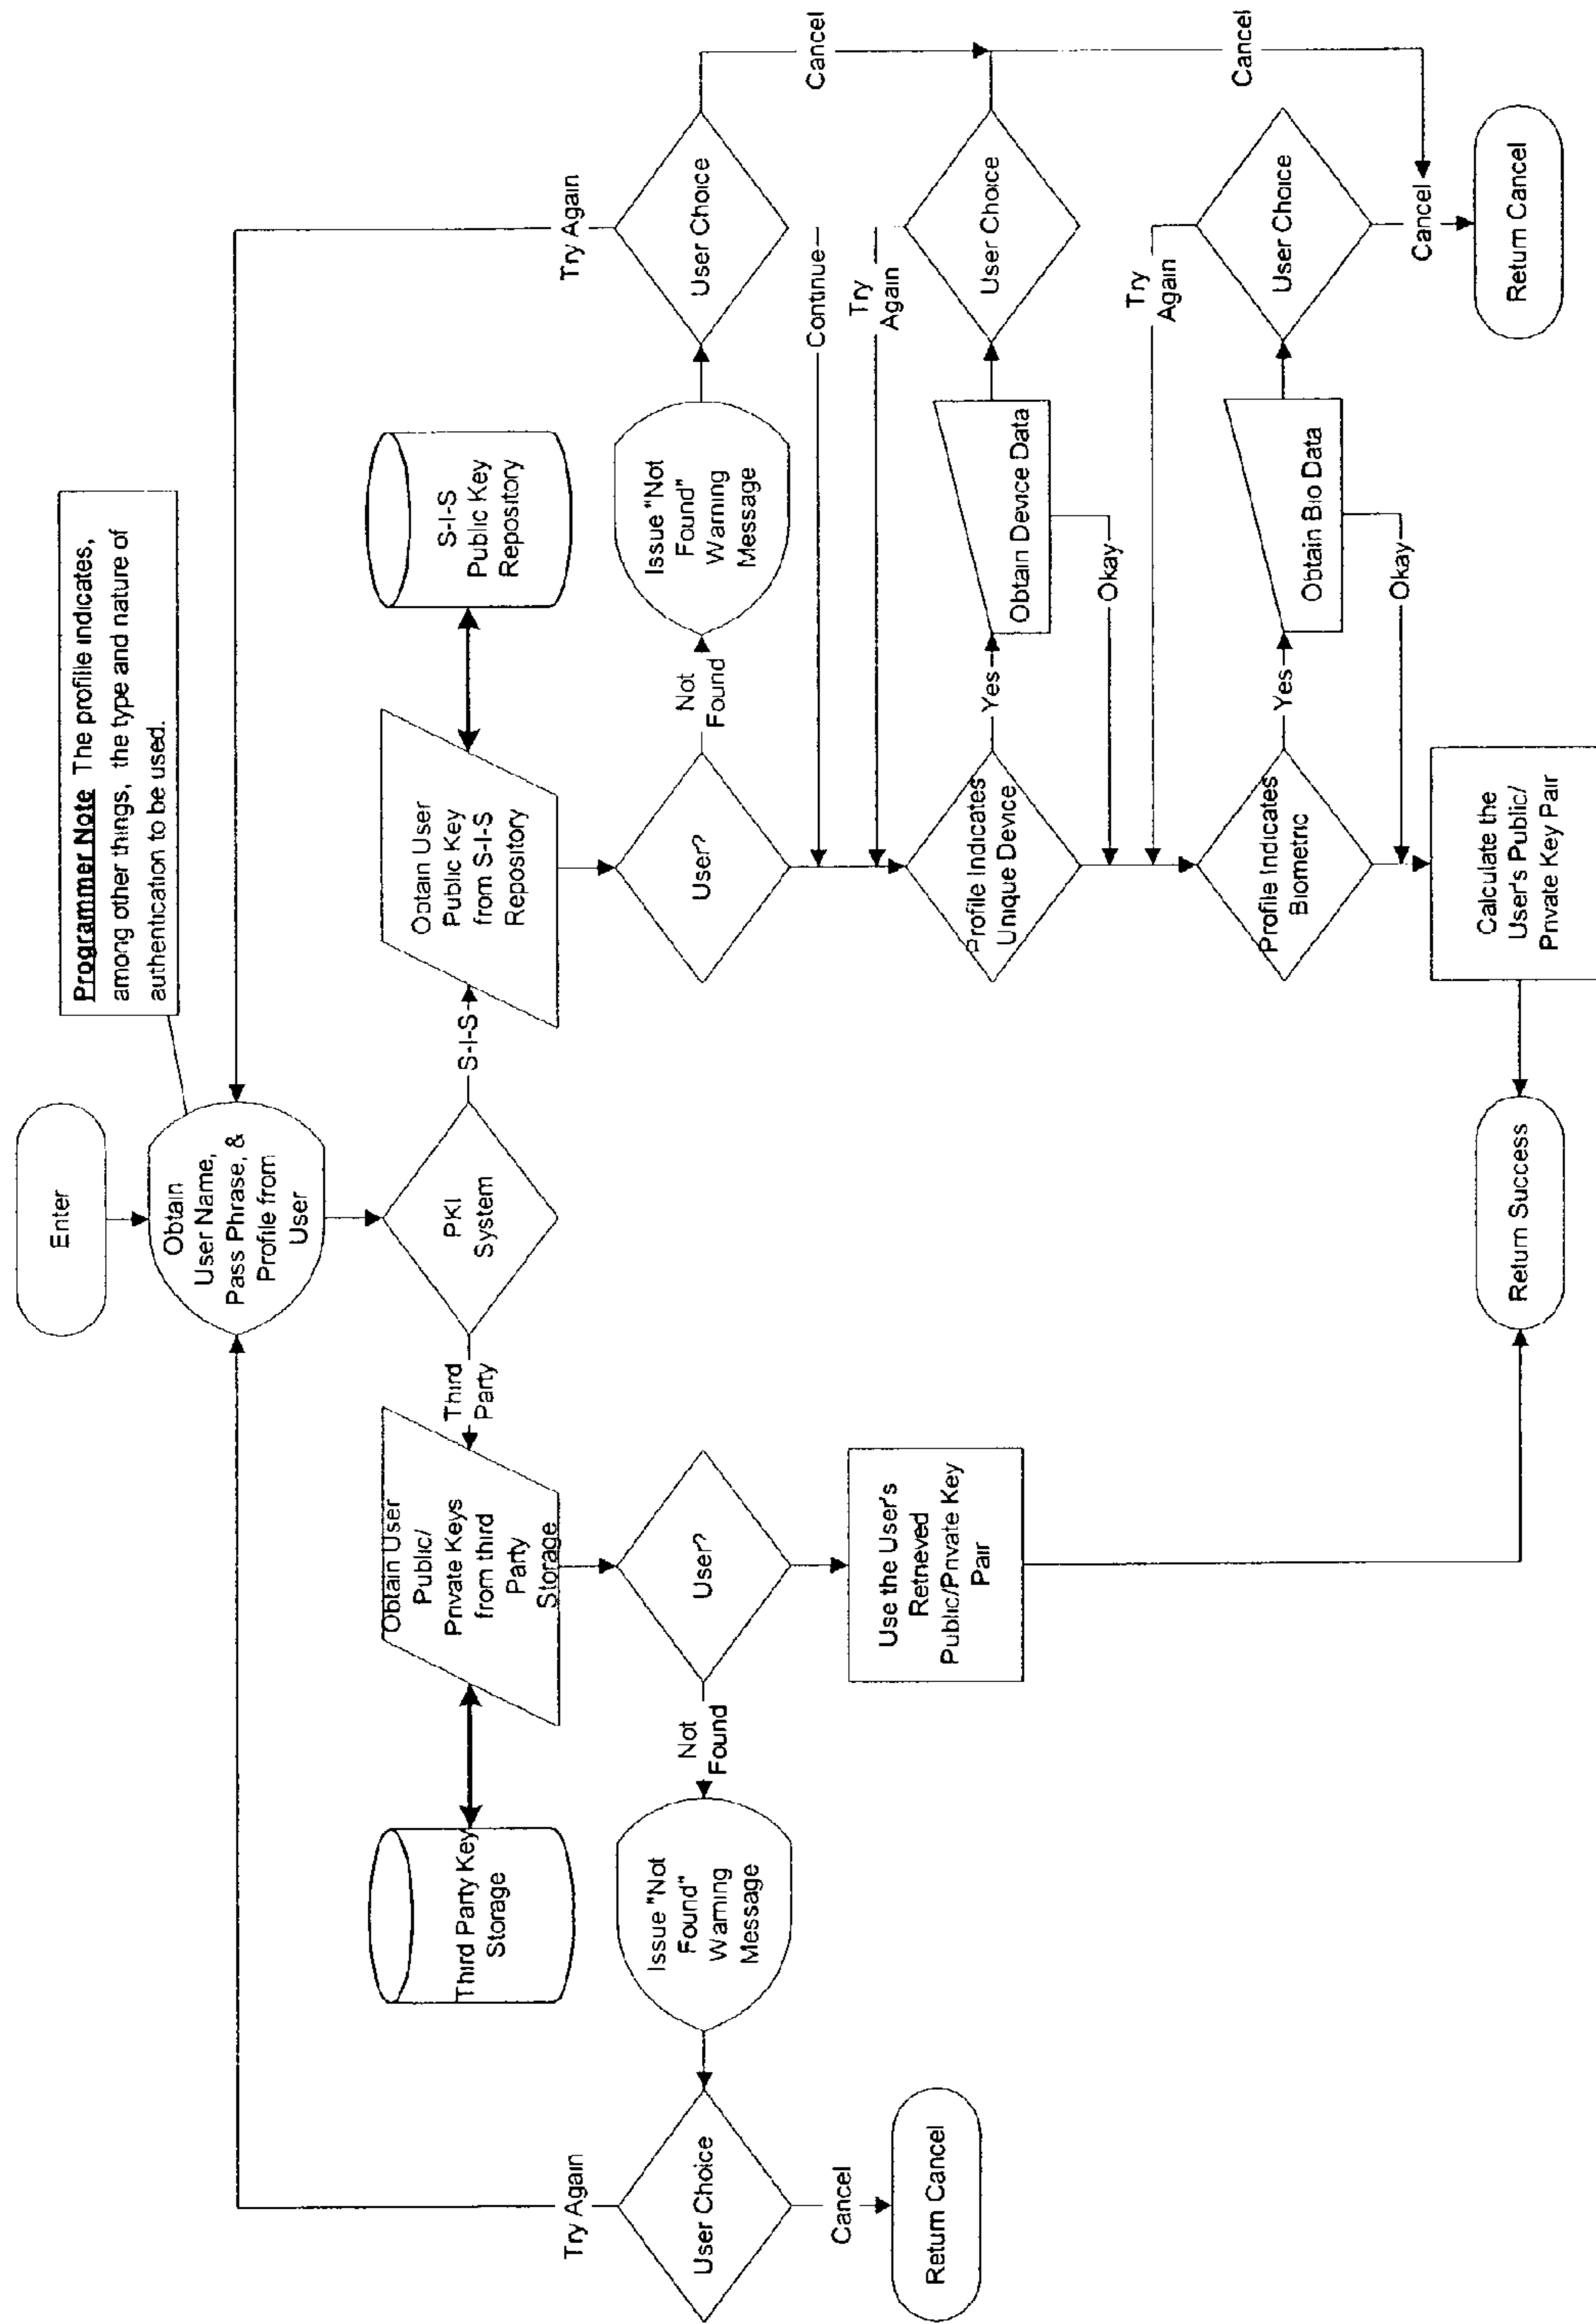 Enter
Programmer Note The profile indicates,
among other things, the type and nature of
authentication to be used.
Obtain
User Name,
Pass Phrase, &
Profile from
User
PKI
System
Third
Party
S-I-S
Third Party Key
Storage
Obtain User
Public/
Private Keys
from third
Party
Storage
Obtain User
Public Key
from S-I-S
Repository
S-I-S
Public Key
Repository
Try Again
User Choice
Issue "Not
Found"
Warning
Message
Not
Found
User?
User?
Not
Found
Issue "Not
Found"
Warning
Message
User Choice
Try Again
Cancel
Return Cancel
Use the User's
Retrieved
Public/Private Key
Pair
Continue
Cancel
Try
Again
Profile Indicates
Unique Device
Yes
Obtain Device Data
User Choice
Okay
Try
Again
Cancel
Profile Indicates
Biometric
Yes
Obtain Bio Data
User Choice
Okay
Cancel
Calculate the
User's Public/
Private Key Pair
Return Success
Return Cancel